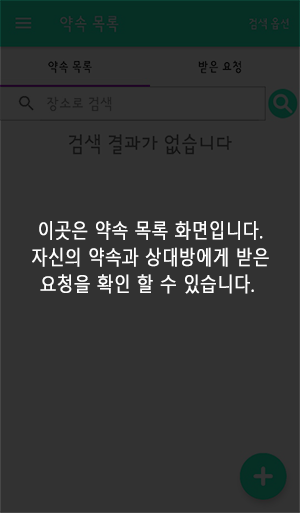 약속 목록
검색 옵션
약속 목록
받은 요청
장소로 검색
검색 결과가 없습니다
이곳은 약속 목록 화면입니다.
자신의 약속과 상대방에게 받은
요청을 확인 할 수 있습니다.